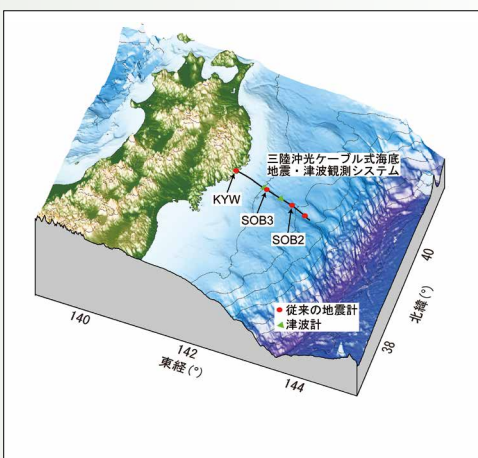 三陸沖光ケーブル式海底
地震・津波観測システム
KYW
SOB3
SOB2
従来の地震計
津波計
140
142
144
東経(°)
38
40
北緯(°)